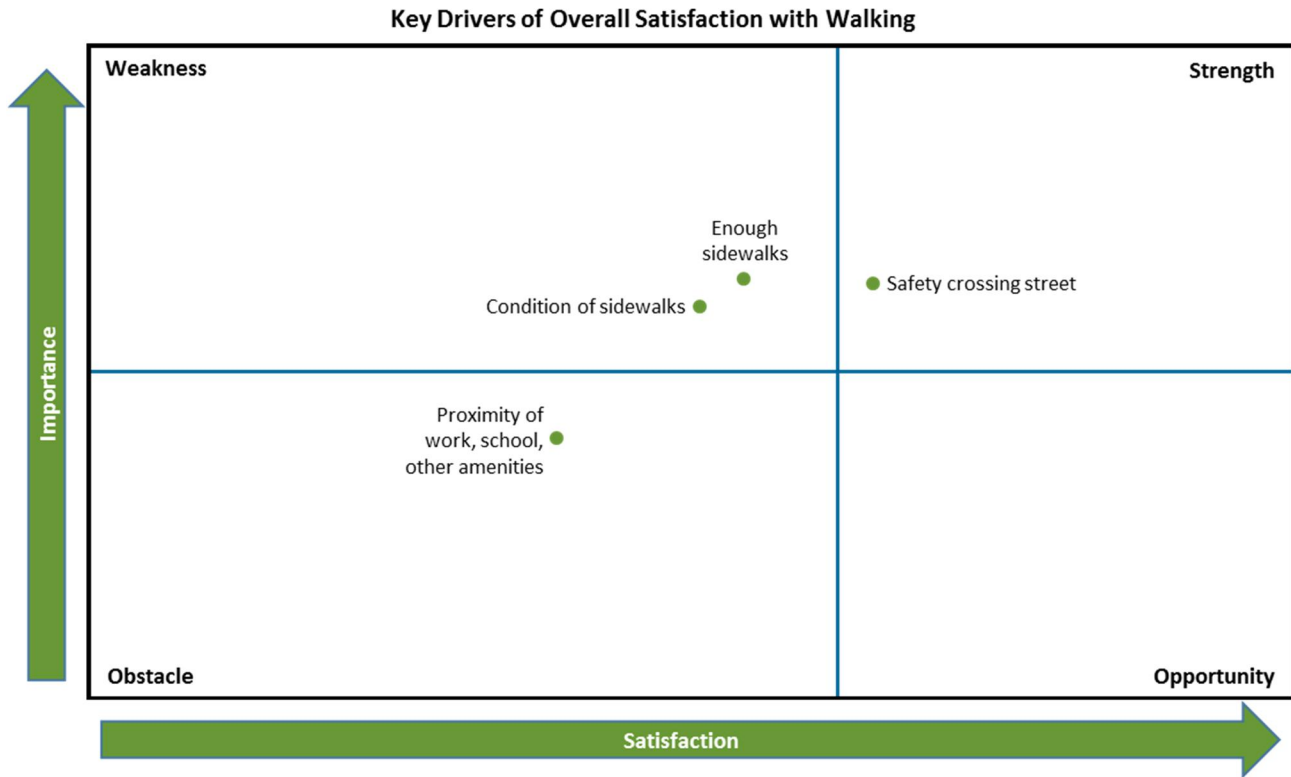 Key Drivers of Overall Satisfaction with Walking
Weakness
Strength
Enough
sidewalks
Safety crossing street
Condition of sidewalks
Importance
Proximity of
work, school,
other amenities
Obstacle
Opportunity
Satisfaction